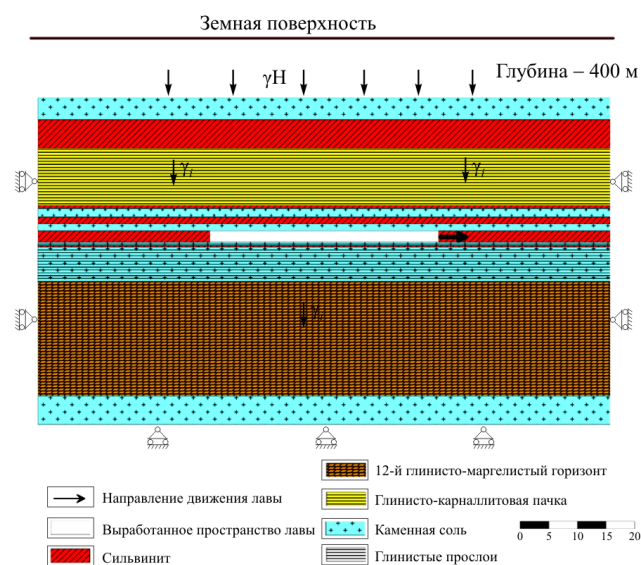 Земная поверхность
γH
Глубина – 400 м
γi
γi
γi
Направление движения лавы
Выработанное пространство лавы
Сильвинит
12-й глинисто-маргелистый горизонт
Глинисто-карналлитовая пачка
Каменная соль
Глинистые прослои
0 5 10 15 20